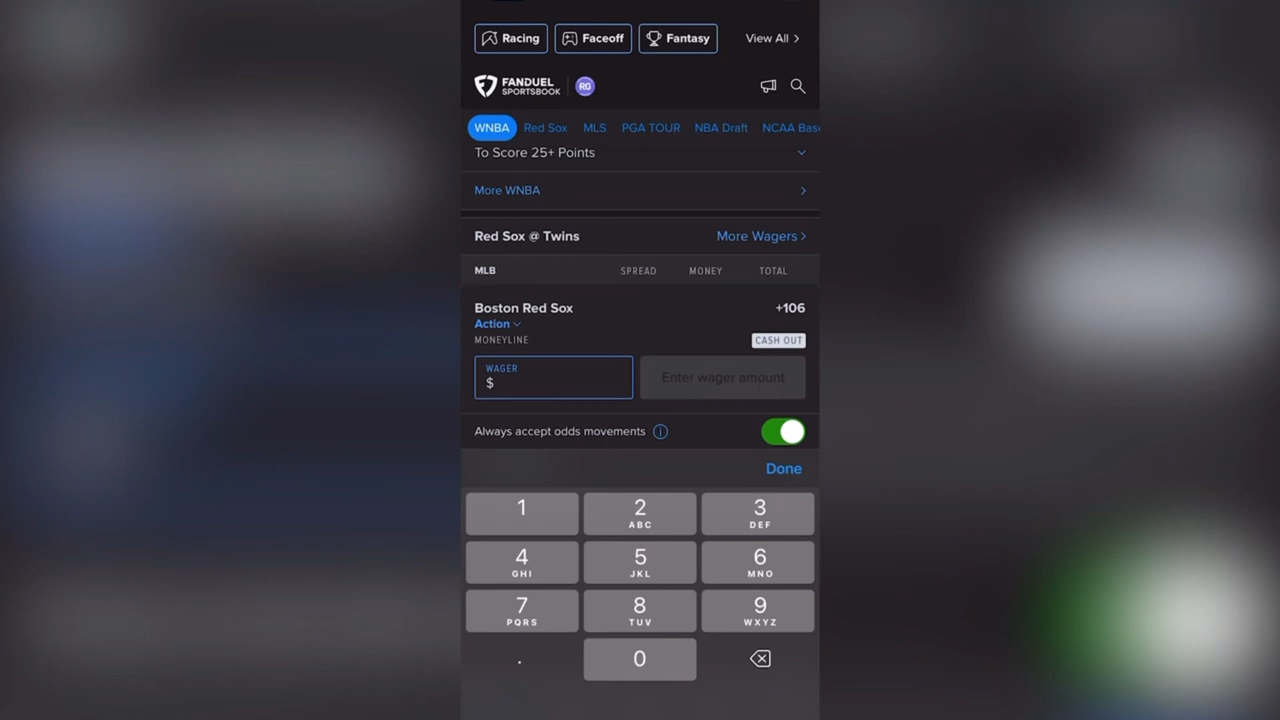 Racing Faceoff Fantasy View All
FANDUEL
SPORTSBOOK RG
WNBA Red Sox MLS PGA TOUR NBA Draft NCAA Bas
To Score 25+ Points
More WNBA
Red Sox @ Twins More Wagers
MLB SPREAD MONEY TOTAL
Boston Red Sox +106
Action
MONEYLINE CASH OUT
WAGER
$ Enter wager amount
Always accept odds movements
Done
1 2 3
ABC DEF
4 5 6
GHI JKL MNO
7 8 9
PQRS TUV WXYZ
. 0